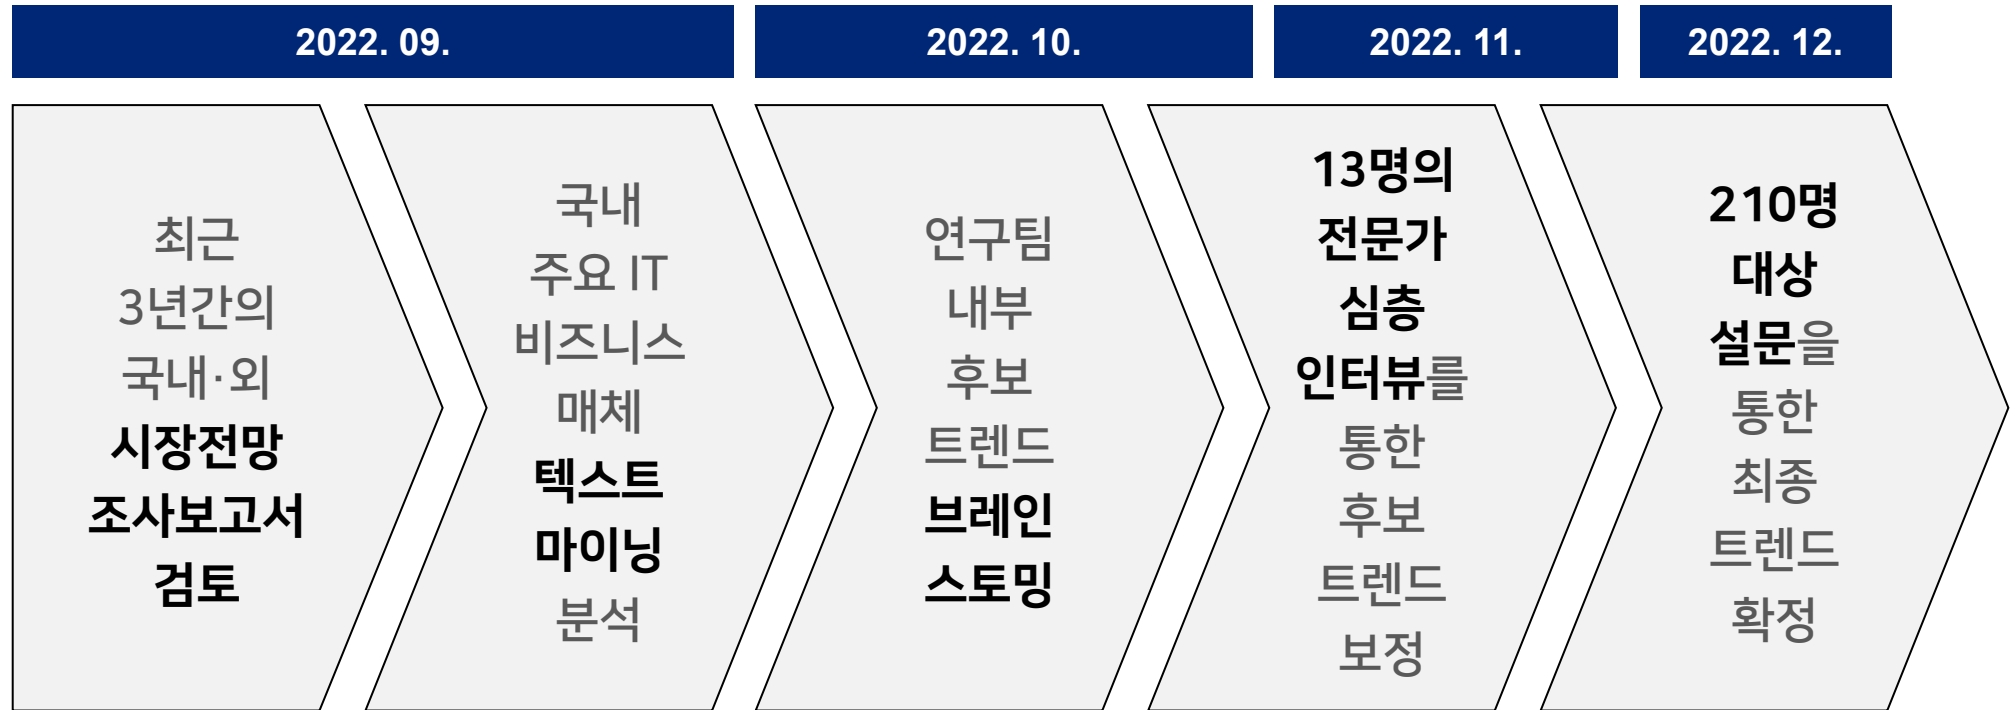 2022. 09.
2022. 10.
2022. 11.
2022. 12.
최근
3년간의
국내·외
시장전망
조사보고서
검토
국내
주요 IT
비즈니스
매체
텍스트
마이닝
분석
연구팀
내부
후보
트렌드
브레인
스토밍
13명의
전문가
심층
인터뷰를
통한
후보
트렌드
보정
210명
대상
설문을
통한
최종
트렌드
확정